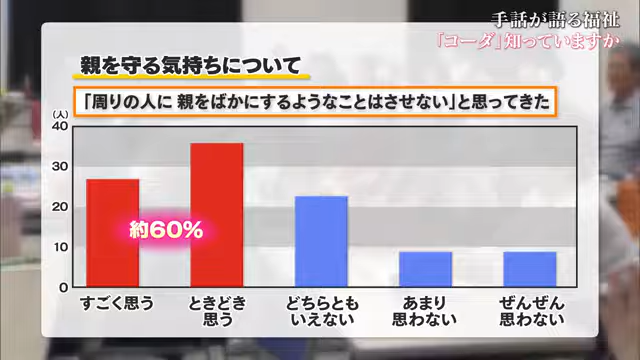 手話が語る福祉
「コーダ」知っていますか
親を守る気持ちについて
「周りの人に 親をばかにするようなことはさせない」と思ってきた
(人)
40
30
20
10
0
約60%
すごく思う
ときどき
思う
どちらとも
いえない
あまり
思わない
ぜんぜん
思わない